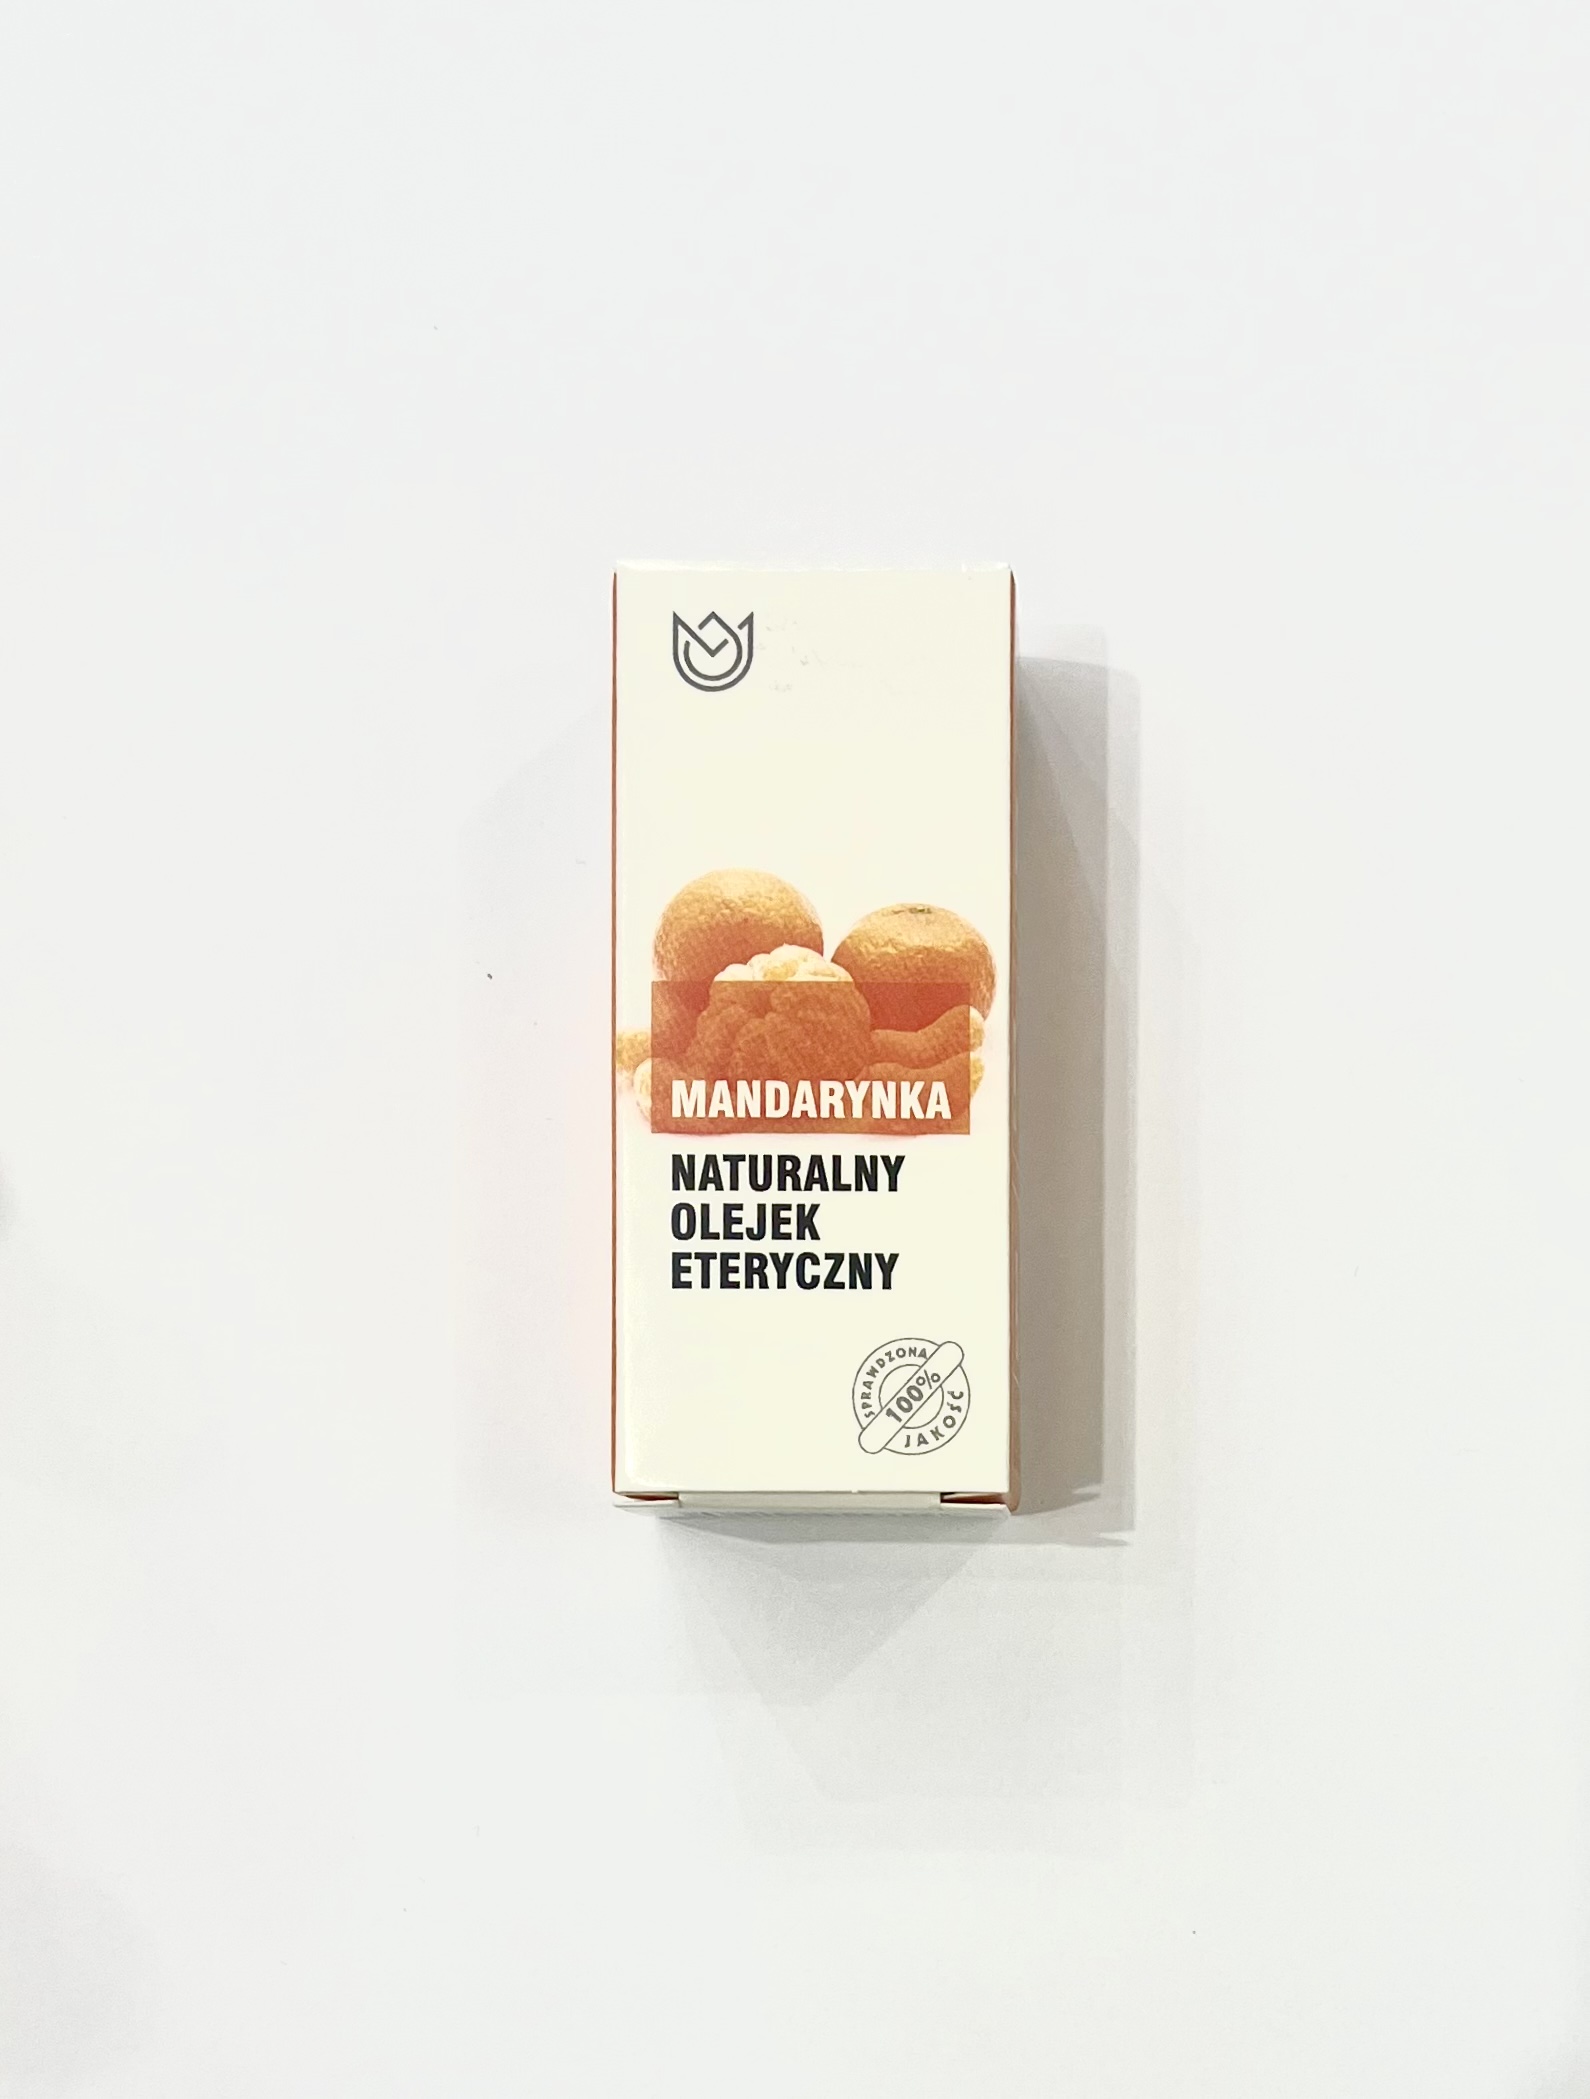 MANDARYNKA
NATURALNY
OLEJEK
ETERYCZNY
SPRAWDZONA
100%
JAKOŚĆ